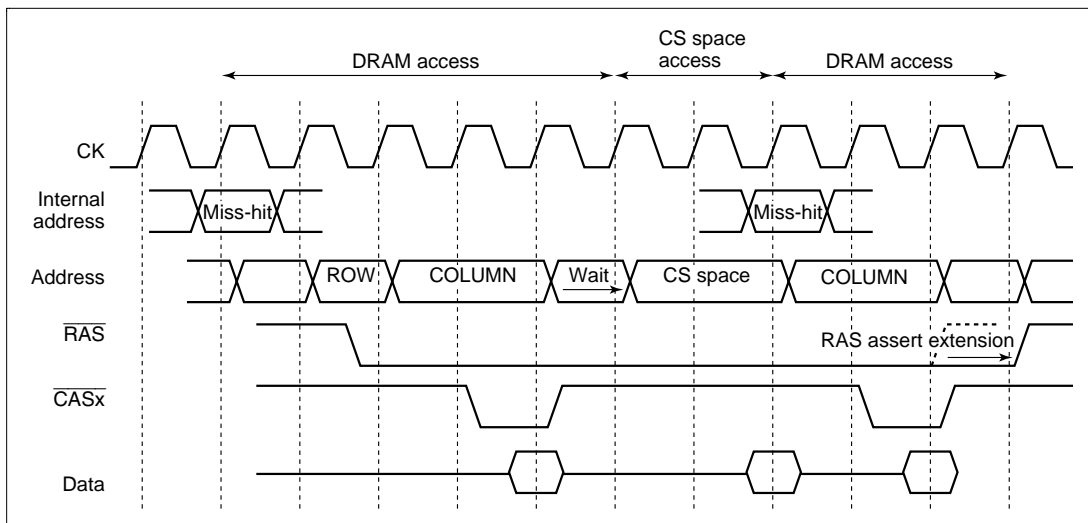 CS space
access
DRAM access
DRAM access
CK
Internal
address
Miss-hit
Miss-hit
Address
ROW
COLUMN
Wait
CS space
COLUMN
RAS
RAS assert extension
CASx
Data